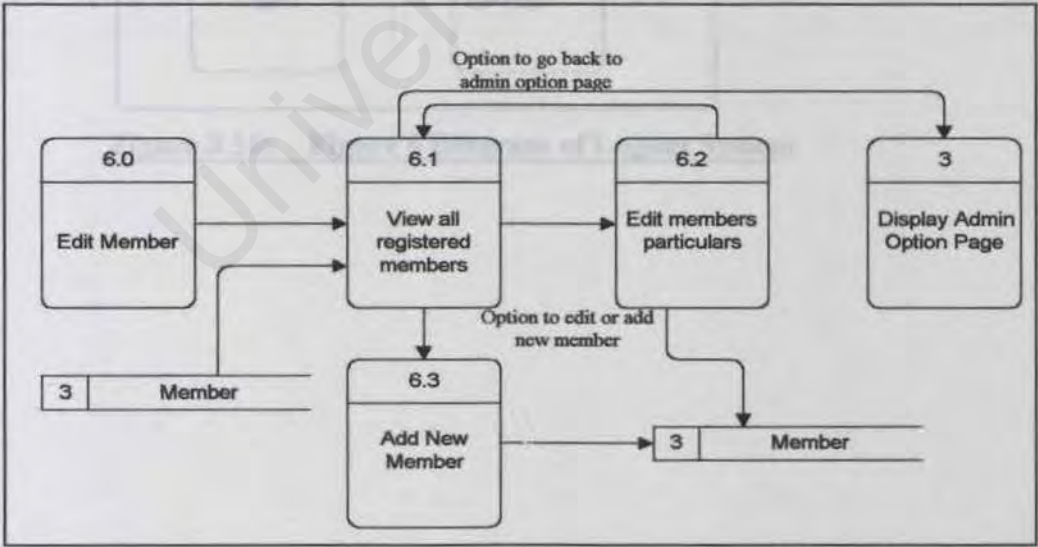 Option to go back to
admin option page
6.0
6.1
6.2
3
Edit Member
View all
registered
members
Edit members
particulars
Display Admin
Option Page
Option to edit or add
new member
3 Member
6.3
Add New
Member
3 Member
Univer